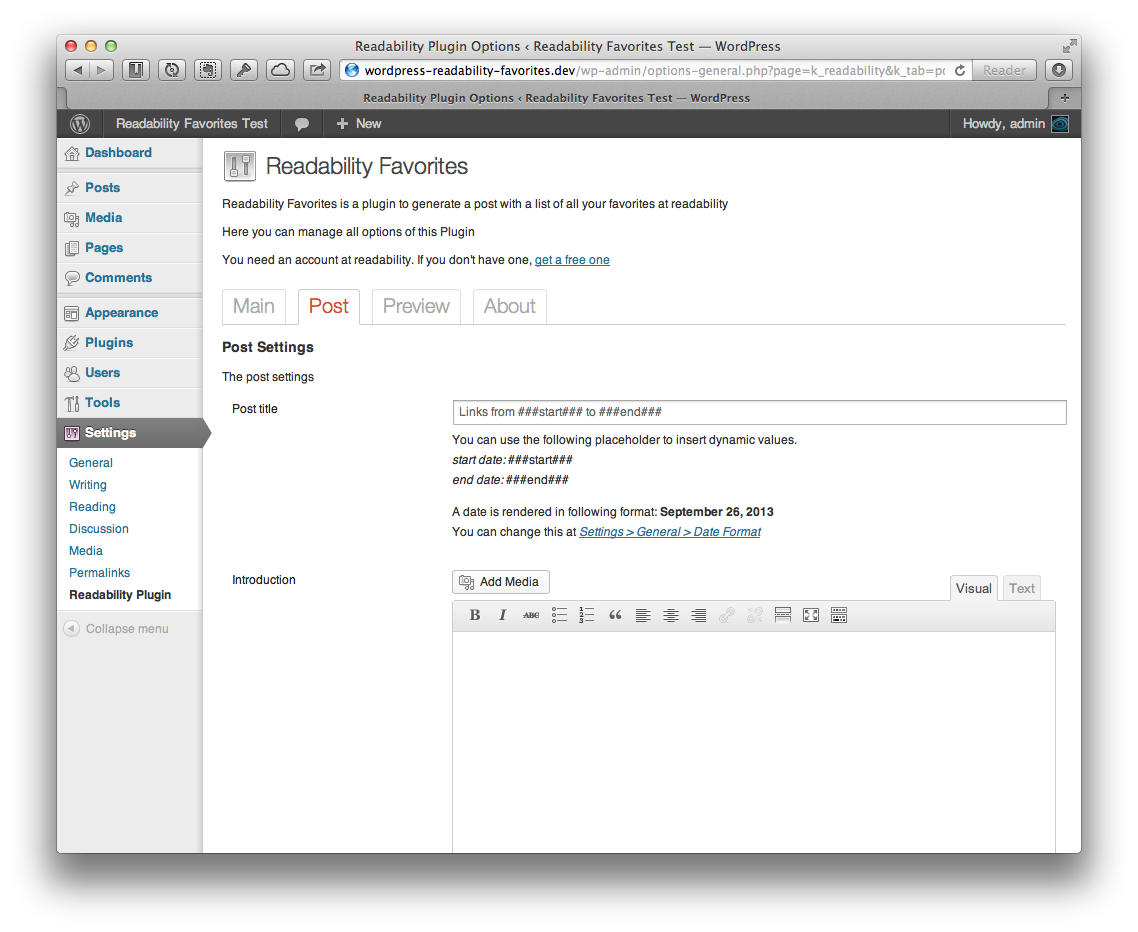 Readability Plugin Options ‹ Readability Favorites Test — WordPress
wordpress-readability-favorites.dev/wp-admin/options-general.php?page=k_readability&k_tab=pc
Reader
Readability Plugin Options ‹ Readability Favorites Test — WordPress
Readability Favorites Test
New
Howdy, admin
Dashboard
Posts
Media
Pages
Comments
Appearance
Plugins
Users
Tools
Settings
General
Writing
Reading
Discussion
Media
Permalinks
Readability Plugin
Collapse menu
Readability Favorites
Readability Favorites is a plugin to generate a post with a list of all your favorites at readability
Here you can manage all options of this Plugin
You need an account at readability. If you don't have one, get a free one
Main Post Preview About
Post Settings
The post settings
Post title
Links from ###start### to ###end###
You can use the following placeholder to insert dynamic values.
start date: ###start###
end date: ###end###
A date is rendered in following format: September 26, 2013
You can change this at Settings > General > Date Format
Introduction
Add Media
Visual Text
B I ABC